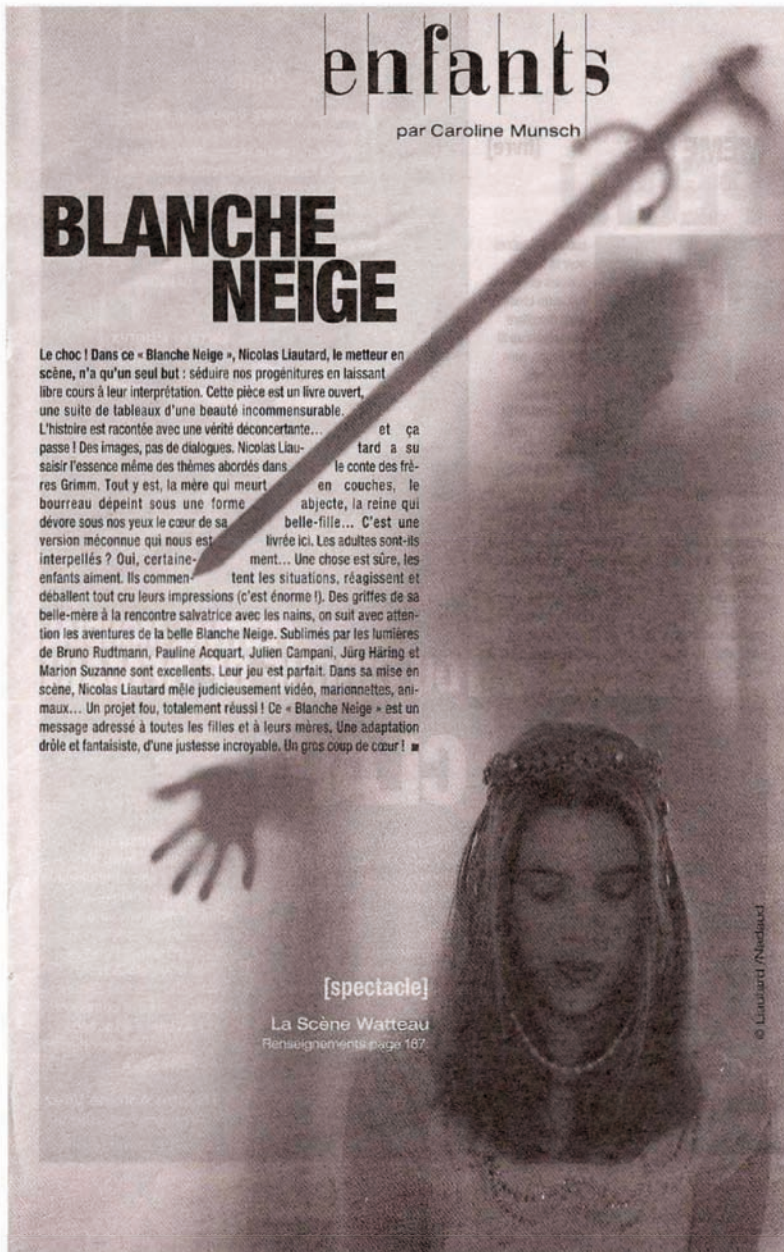 enfants
par Caroline Munsch
BLANCHE
NEIGE
Le choc ! Dans ce « Blanche Neige », Nicolas Liautard, le metteur en
scène, n'a qu'un seul but : séduire nos progénitures en laissant
libre cours à leur interprétation. Cette pièce est un livre ouvert,
une suite de tableaux d'une beauté incommensurable.
L'histoire est racontée avec une vérité déconcertante... et ça
passe ! Des images, pas de dialogues. Nicolas Liau- tard a su
saisir l'essence même des thèmes abordés dans le conte des frè-
res Grimm. Tout y est, la mère qui meurt en couches, le
bourreau dépeint sous une forme abjecte, la reine qui
dévore sous nos yeux le cœur de sa belle-fille... C'est une
version méconnue qui nous est livrée ici. Les adultes sont-ils
interpellés ? Oui, certaine- ment... Une chose est sûre, les
enfants aiment. Ils commen- tent les situations, réagissent et
déballent tout cru leurs impressions (c'est énorme !). Des griffes de sa
belle-mère à la rencontre salvatrice avec les nains, on suit avec atten-
tion les aventures de la belle Blanche Neige. Sublimés par les lumières
de Bruno Rudtmann, Pauline Acquart, Julien Campani, Jürg Häring et
Marion Suzanne sont excellents. Leur jeu est parfait. Dans sa mise en
scène, Nicolas Liautard mêle judicieusement vidéo, marionnettes, ani-
maux... Un projet fou, totalement réussi ! Ce « Blanche Neige » est un
message adressé à toutes les filles et à leurs mères. Une adaptation
drôle et fantaisiste, d'une justesse incroyable. Un gros coup de cœur !
[spectacle]
La Scène Watteau
Renseignements page 167.
© Liautard /Nadaud